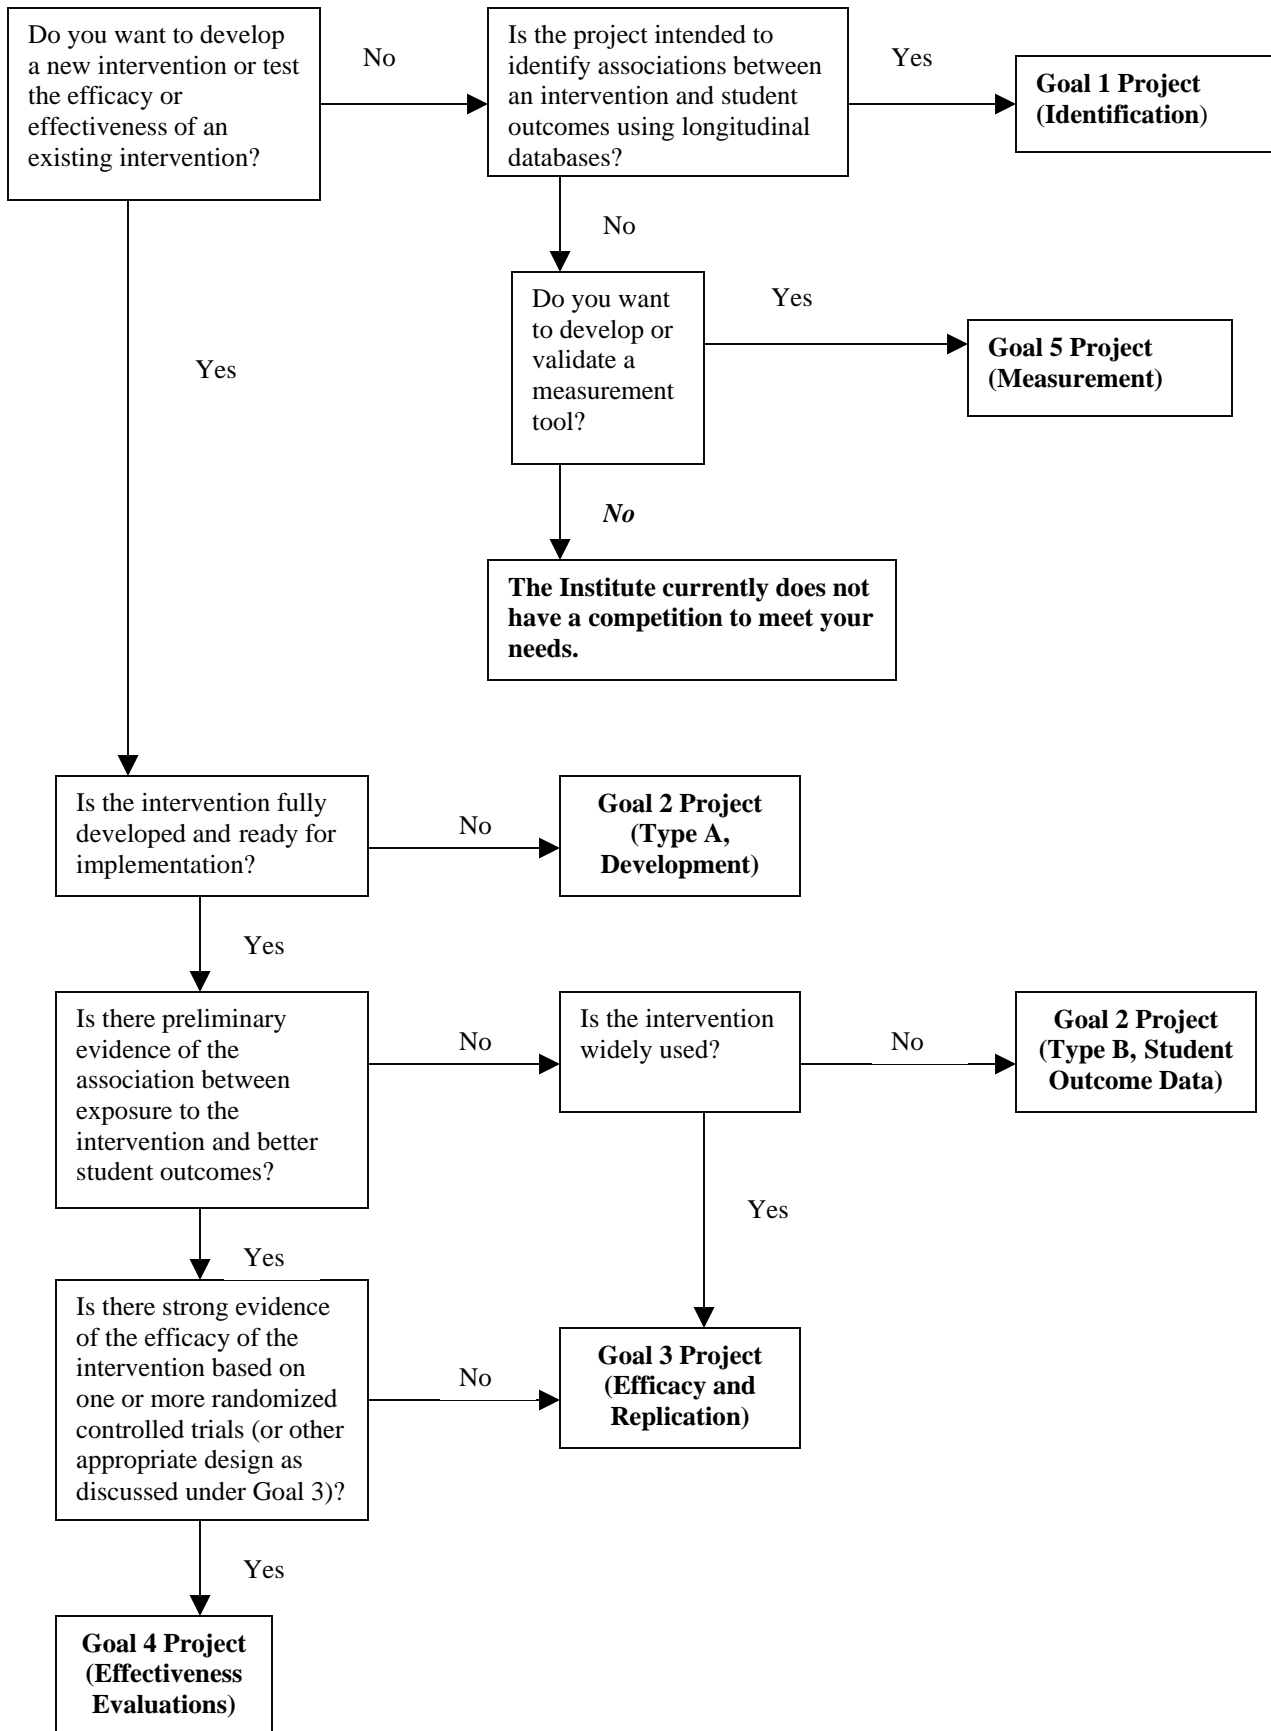 Do you want to develop
a new intervention or test
the efficacy or
effectiveness of an
existing intervention?
No
Is the project intended to
identify associations between
an intervention and student
outcomes using longitudinal
databases?
Yes
Goal 1 Project
(Identification)
No
Do you want
to develop or
validate a
measurement
tool?
Yes
Goal 5 Project
(Measurement)
Yes
No
The Institute currently does not
have a competition to meet your
needs.
Is the intervention fully
developed and ready for
implementation?
No
Goal 2 Project
(Type A,
Development)
Yes
Is there preliminary
evidence of the
association between
exposure to the
intervention and better
student outcomes?
No
Is the intervention
widely used?
No
Goal 2 Project
(Type B, Student
Outcome Data)
Yes
Yes
Is there strong evidence
of the efficacy of the
intervention based on
one or more randomized
controlled trials (or other
appropriate design as
discussed under Goal 3)?
No
Goal 3 Project
(Efficacy and
Replication)
Yes
Goal 4 Project
(Effectiveness
Evaluations)